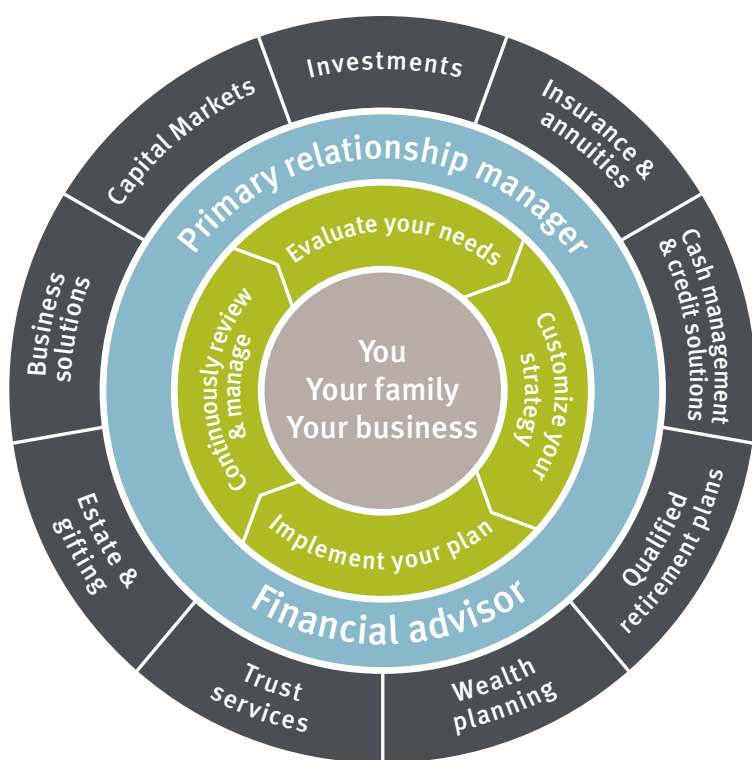 Investments
Insurance &
annuities
Cash management
& credit solutions
Qualified
retirement plans
Wealth
planning
Trust
services
Estate &
gifting
Business
solutions
Capital Markets
Primary relationship manager
Financial advisor
Evaluate your needs
Customize your
strategy
Implement your plan
Continuously review
& manage
You
Your family
Your business